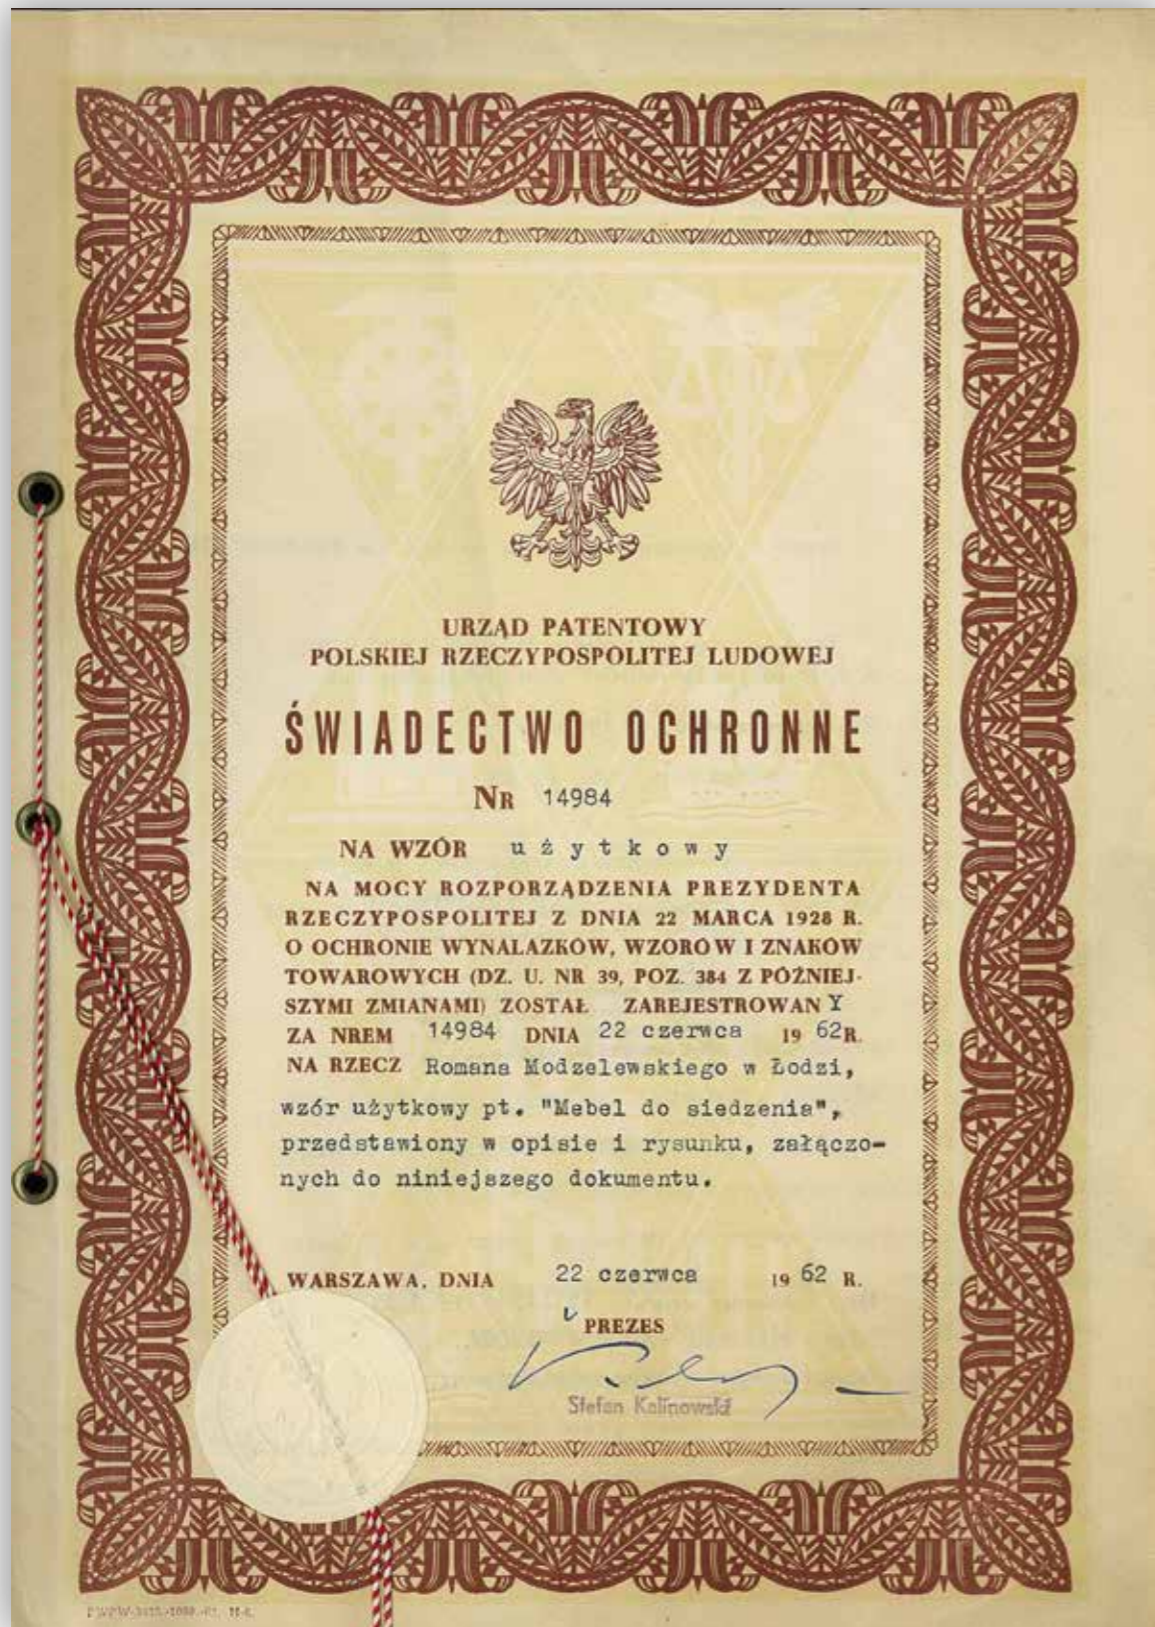 URZĄD PATENTOWY
POLSKIEJ RZECZYPOSPOLITEJ LUDOWEJ
ŚWIADECTWO OCHRONNE
NR 14984
NA WZÓR użytkowy
NA MOCY ROZPORZĄDZENIA PREZYDENTA
RZECZYPOSPOLITEJ Z DNIA 22 MARCA 1928 R.
O OCHRONIE WYNALAZKÓW, WZORÓW I ZNAKÓW
TOWAROWYCH (DZ. U. NR 39, POZ. 384 Z PÓŹNIEJ-
SZYMI ZMIANAMI) ZOSTAŁ ZAREJESTROWANY
ZA NREM 14984 DNIA 22 czerwca 1962R.
NA RZECZ Romana Modzelewskiego w Łodzi,
wzór użytkowy pt. "Mebel do siedzenia",
przedstawiony w opisie i rysunku, załączo-
nych do niniejszego dokumentu.
WARSZAWA, DNIA 22 czerwca 1962 R.
PREZES
Stefan Kalinowski